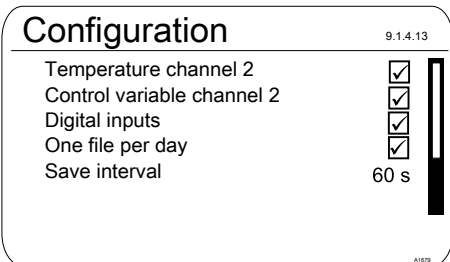 Configuration 9.1.4.13
Temperature channel 2
Control variable channel 2
Digital inputs
One file per day
Save interval 60 s
A1679